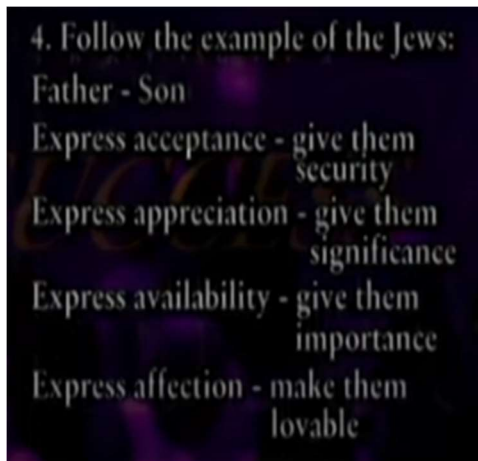 4. Follow the example of the Jews:
Father - Son
Express acceptance - give them
security
Express appreciation - give them
significance
Express availability - give them
importance
Express affection - make them
lovable